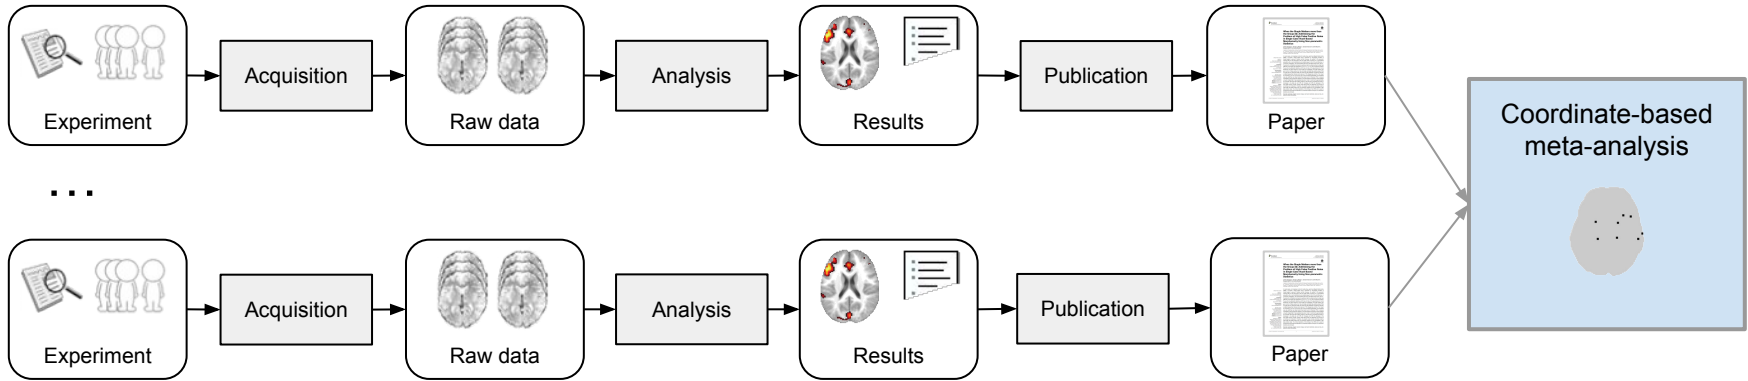 Experiment
Acquisition
Raw data
Analysis
Results
Publication
Paper
Coordinate-based
meta-analysis
...
Experiment
Acquisition
Raw data
Analysis
Results
Publication
Paper